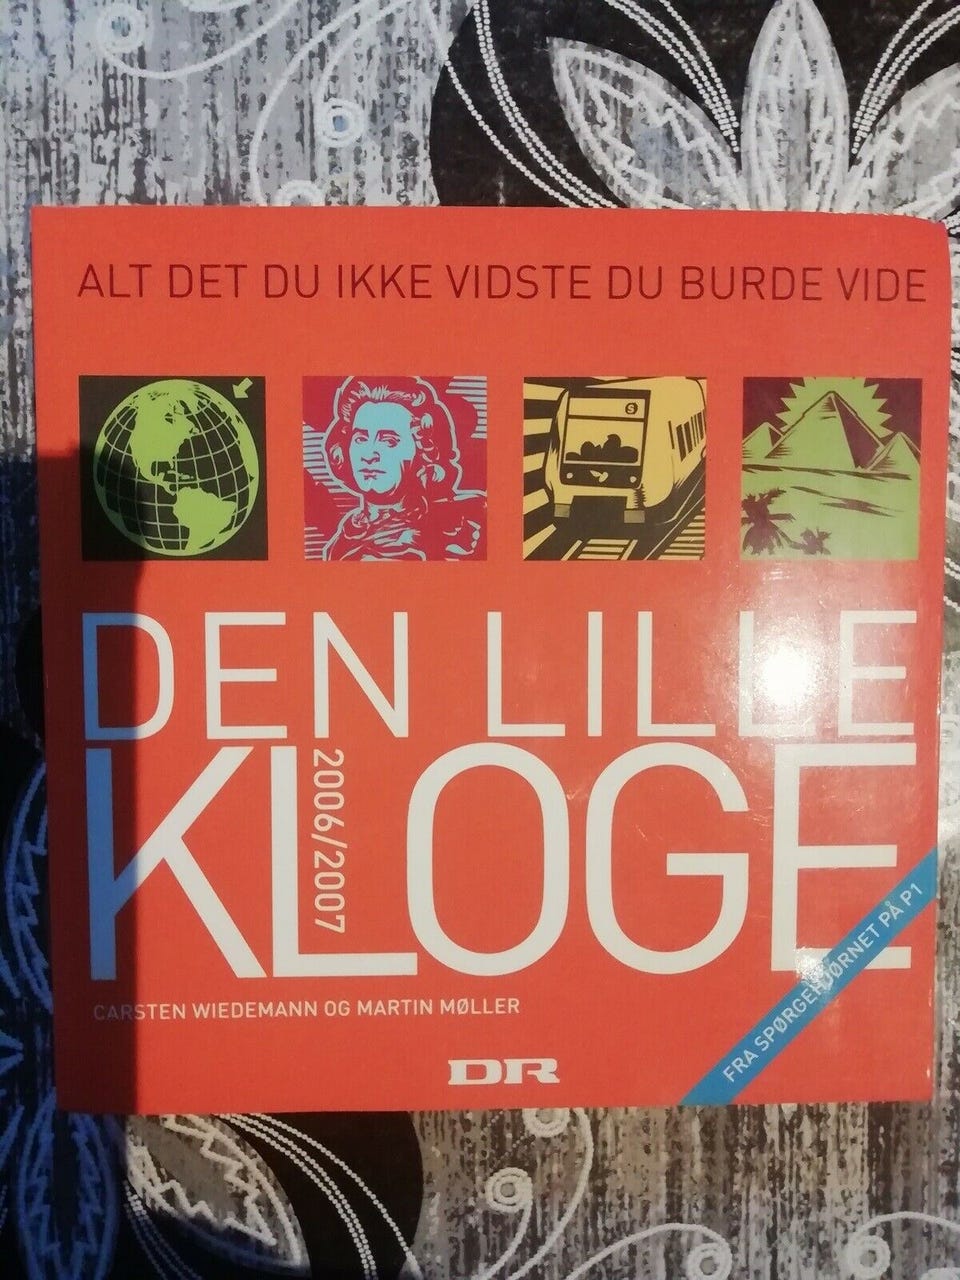 ALT DET DU IKKE VIDSTE DU BURDE VIDE
S
DEN LILLE
KLOGE
2006/2007
CARSTEN WIEDEMANN OG MARTIN MØLLER
FRA SPØRGEHJØRNET PÅ P1
DR